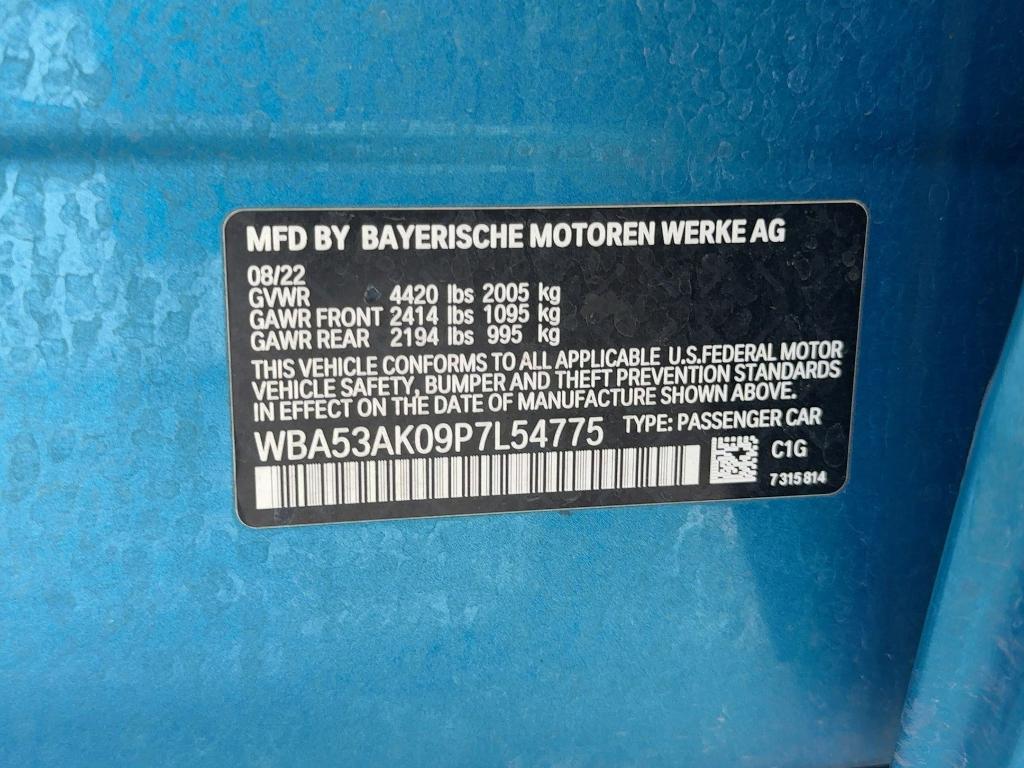 MFD BY BAYERISCHE MOTOREN WERKE AG
08/22
GVWR 4420 lbs 2005 kg
GAWR FRONT 2414 lbs 1095 kg
GAWR REAR 2194 lbs 995 kg
THIS VEHICLE CONFORMS TO ALL APPLICABLE U.S.FEDERAL MOTOR
VEHICLE SAFETY, BUMPER AND THEFT PREVENTION STANDARDS
IN EFFECT ON THE DATE OF MANUFACTURE SHOWN ABOVE.
WBA53AK09P7L54775 TYPE: PASSENGER CAR
C1G
7315814